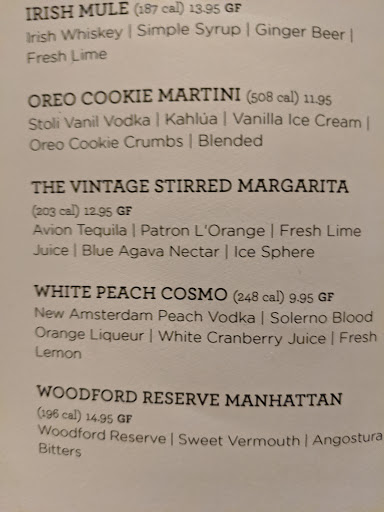 IRISH MULE (187 cal) 13.95 GF
Irish Whiskey | Simple Syrup | Ginger Beer |
Fresh Lime
OREO COOKIE MARTINI (508 cal) 11.95
Stoli Vanil Vodka | Kahlúa | Vanilla Ice Cream |
Oreo Cookie Crumbs | Blended
THE VINTAGE STIRRED MARGARITA
(203 cal) 12.95 GF
Avion Tequila | Patron L'Orange | Fresh Lime
Juice | Blue Agava Nectar | Ice Sphere
WHITE PEACH COSMO (248 cal) 9.95 GF
New Amsterdam Peach Vodka | Solerno Blood
Orange Liqueur | White Cranberry Juice | Fresh
Lemon
WOODFORD RESERVE MANHATTAN
(196 cal) 14.95 GF
Woodford Reserve | Sweet Vermouth | Angostura
Bitters